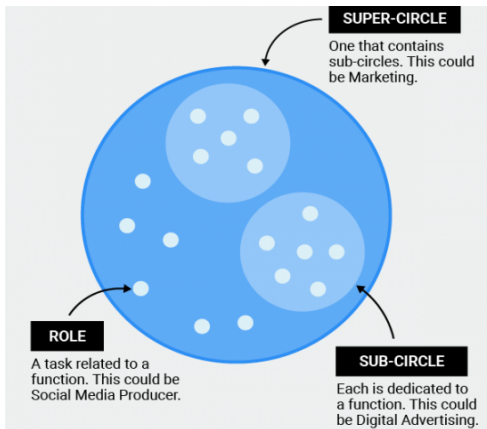 SUPER-CIRCLE
One that contains
sub-circles. This could
be Marketing.
ROLE
A task related to a
function. This could be
Social Media Producer.
SUB-CIRCLE
Each is dedicated to
a function. This could
be Digital Advertising.